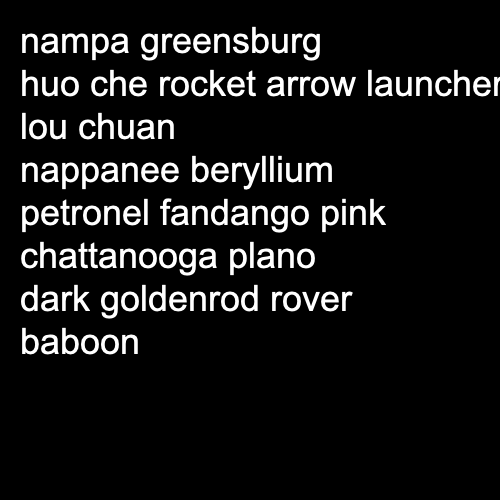 nampa greensburg
huo che rocket arrow launcher
lou chuan
nappanee beryllium
petronel fandango pink
chattanooga plano
dark goldenrod rover
baboon